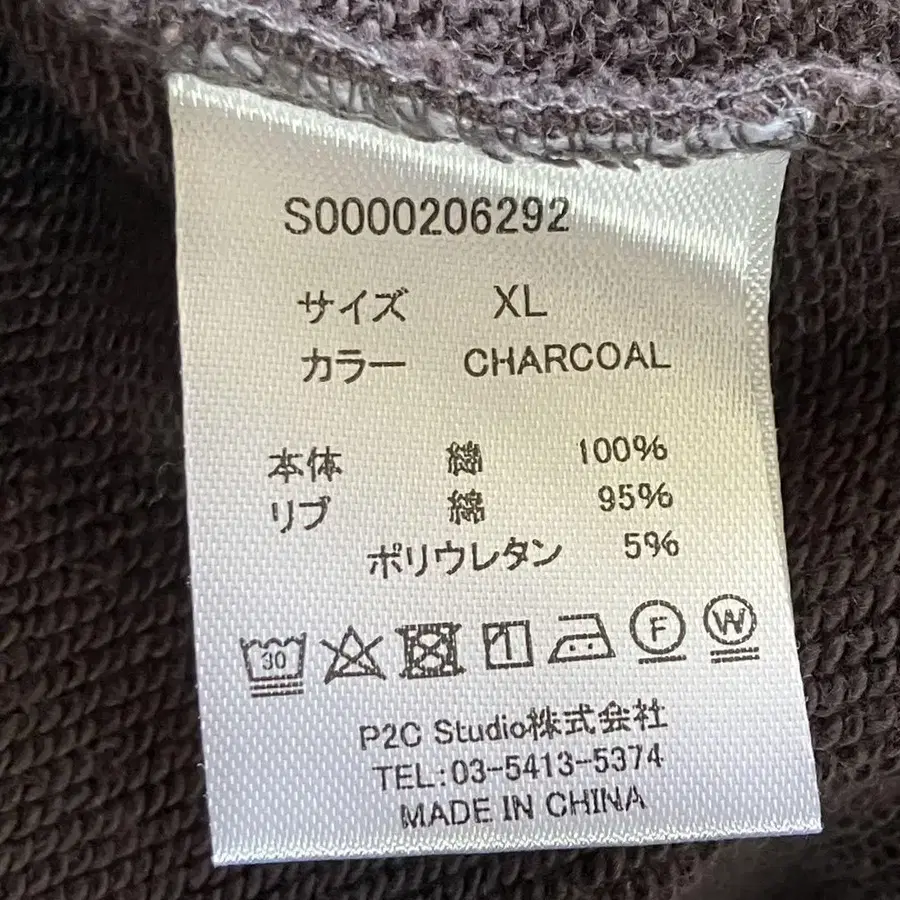 S0000206292
サイズ XL
カラー CHARCOAL
本体 綿 100%
リブ 綿 95%
ポリウレタン 5%
30 F W
P2C Studio株式会社
TEL:03-5413-5374
MADE IN CHINA